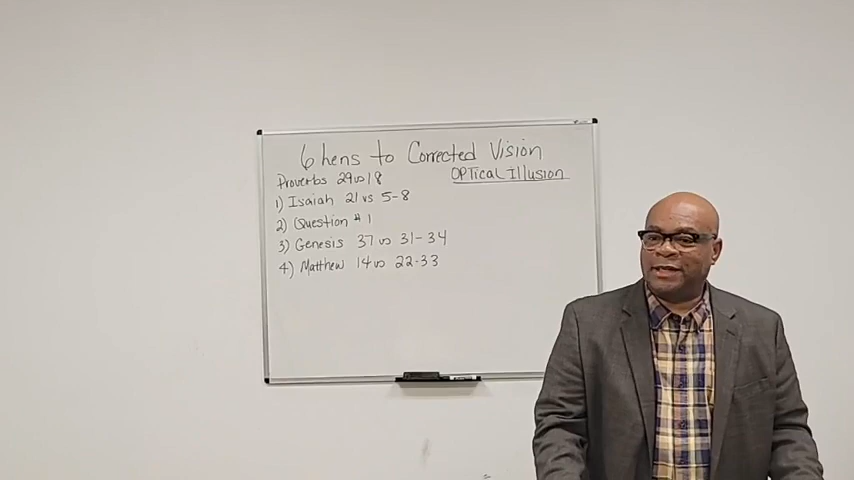 6 hens to Corrected Vision
Proverbs 29 vs 18
OPTICal Illusion
1) Isaiah 21 vs 5-8
2) Question # 1
3) Genesis 37 vs 31-34
4) Matthew 14 vs 22-33